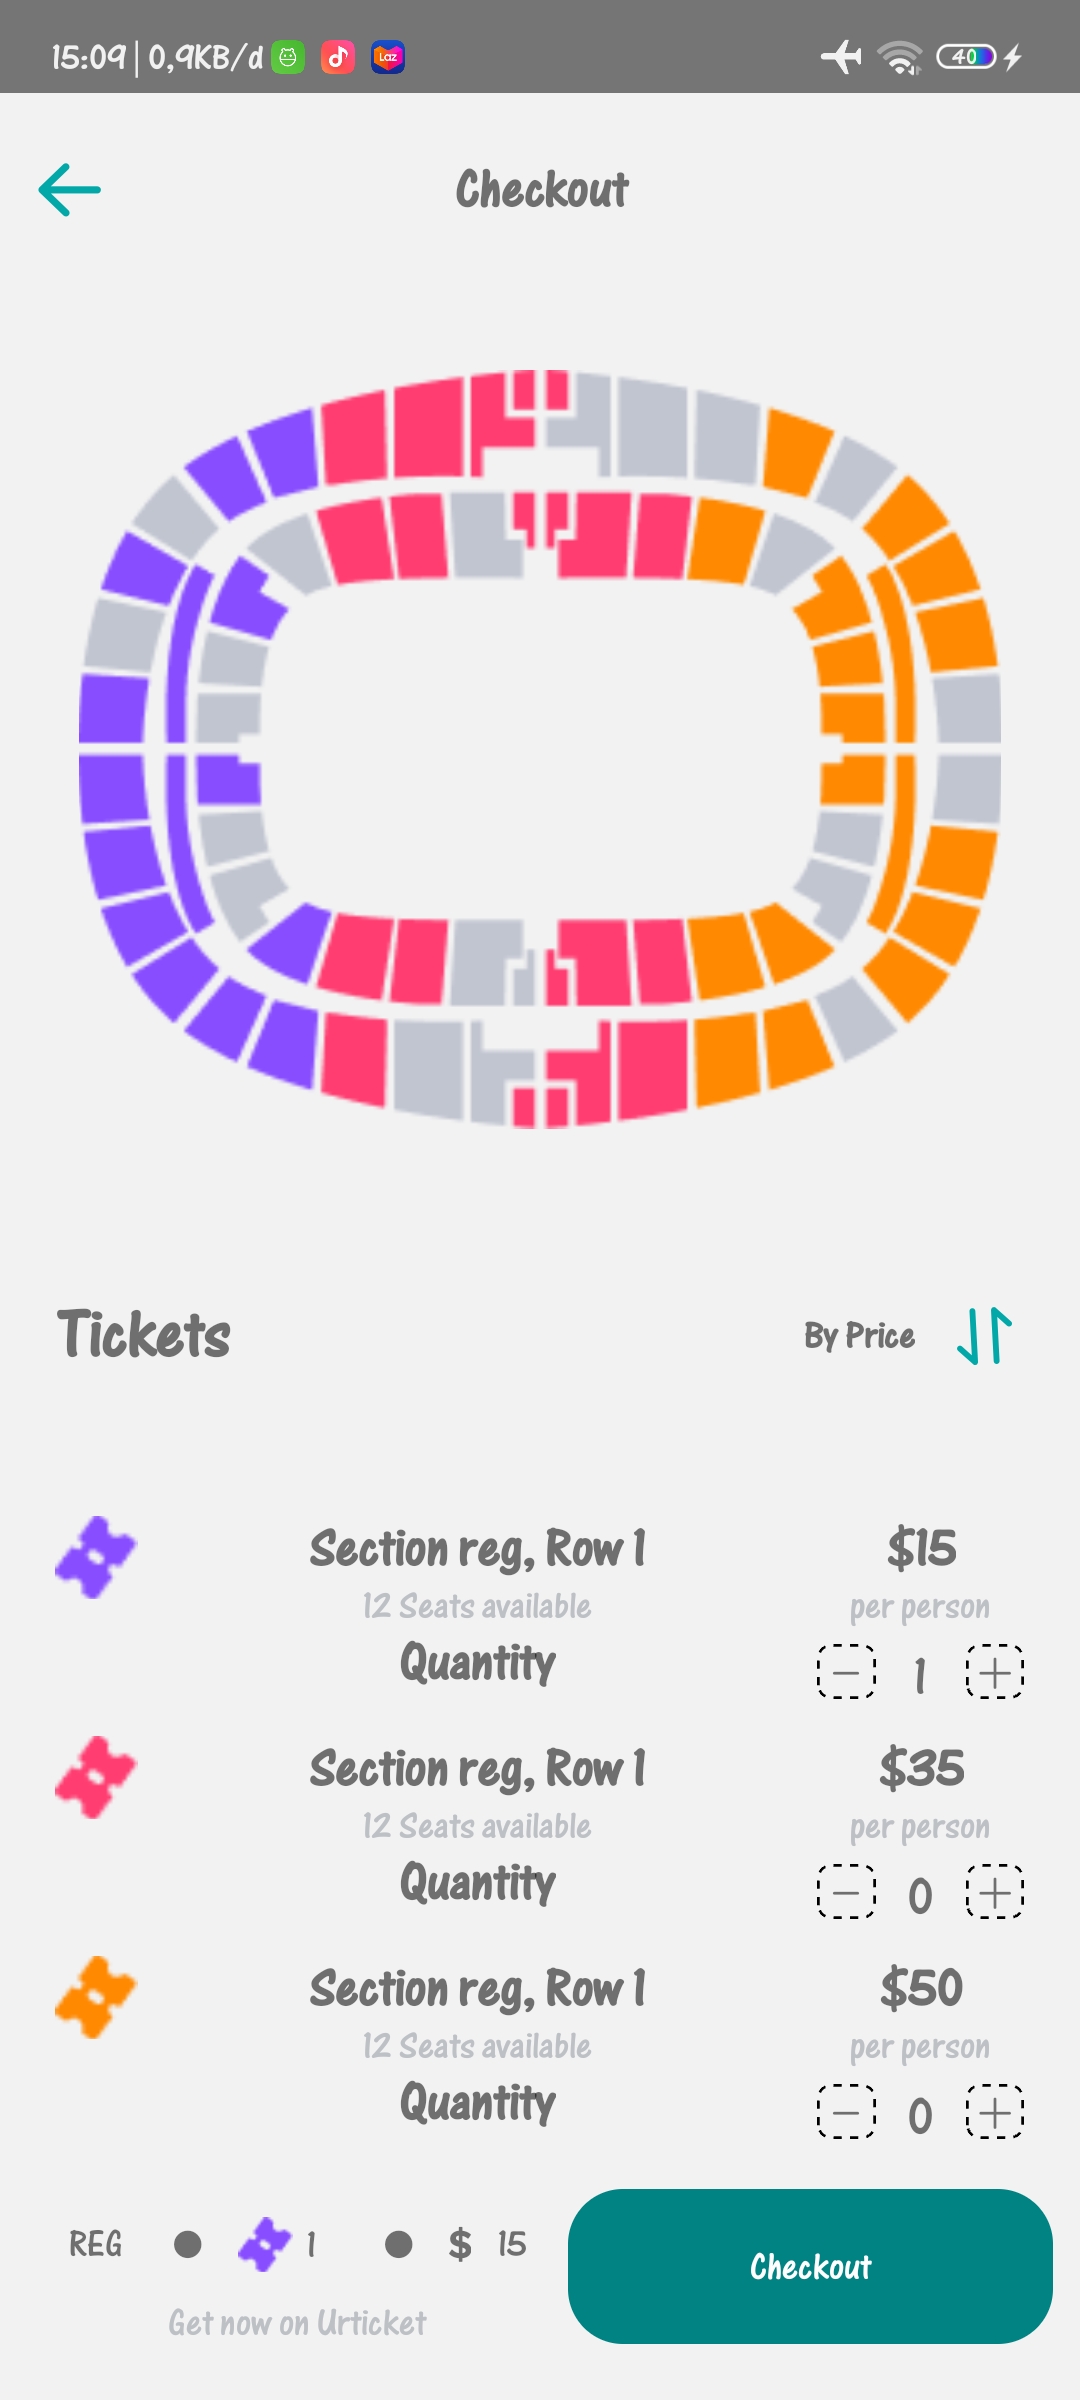 15:09 | 0,9KB/d Laz 40
Checkout
Tickets
By Price
Section reg, Row 1 $15
12 Seats available per person
Quantity 1
Section reg, Row 1 $35
12 Seats available per person
Quantity 0
Section reg, Row 1 $50
12 Seats available per person
Quantity 0
REG ● 1 ● $ 15
Get now on Urticket
Checkout